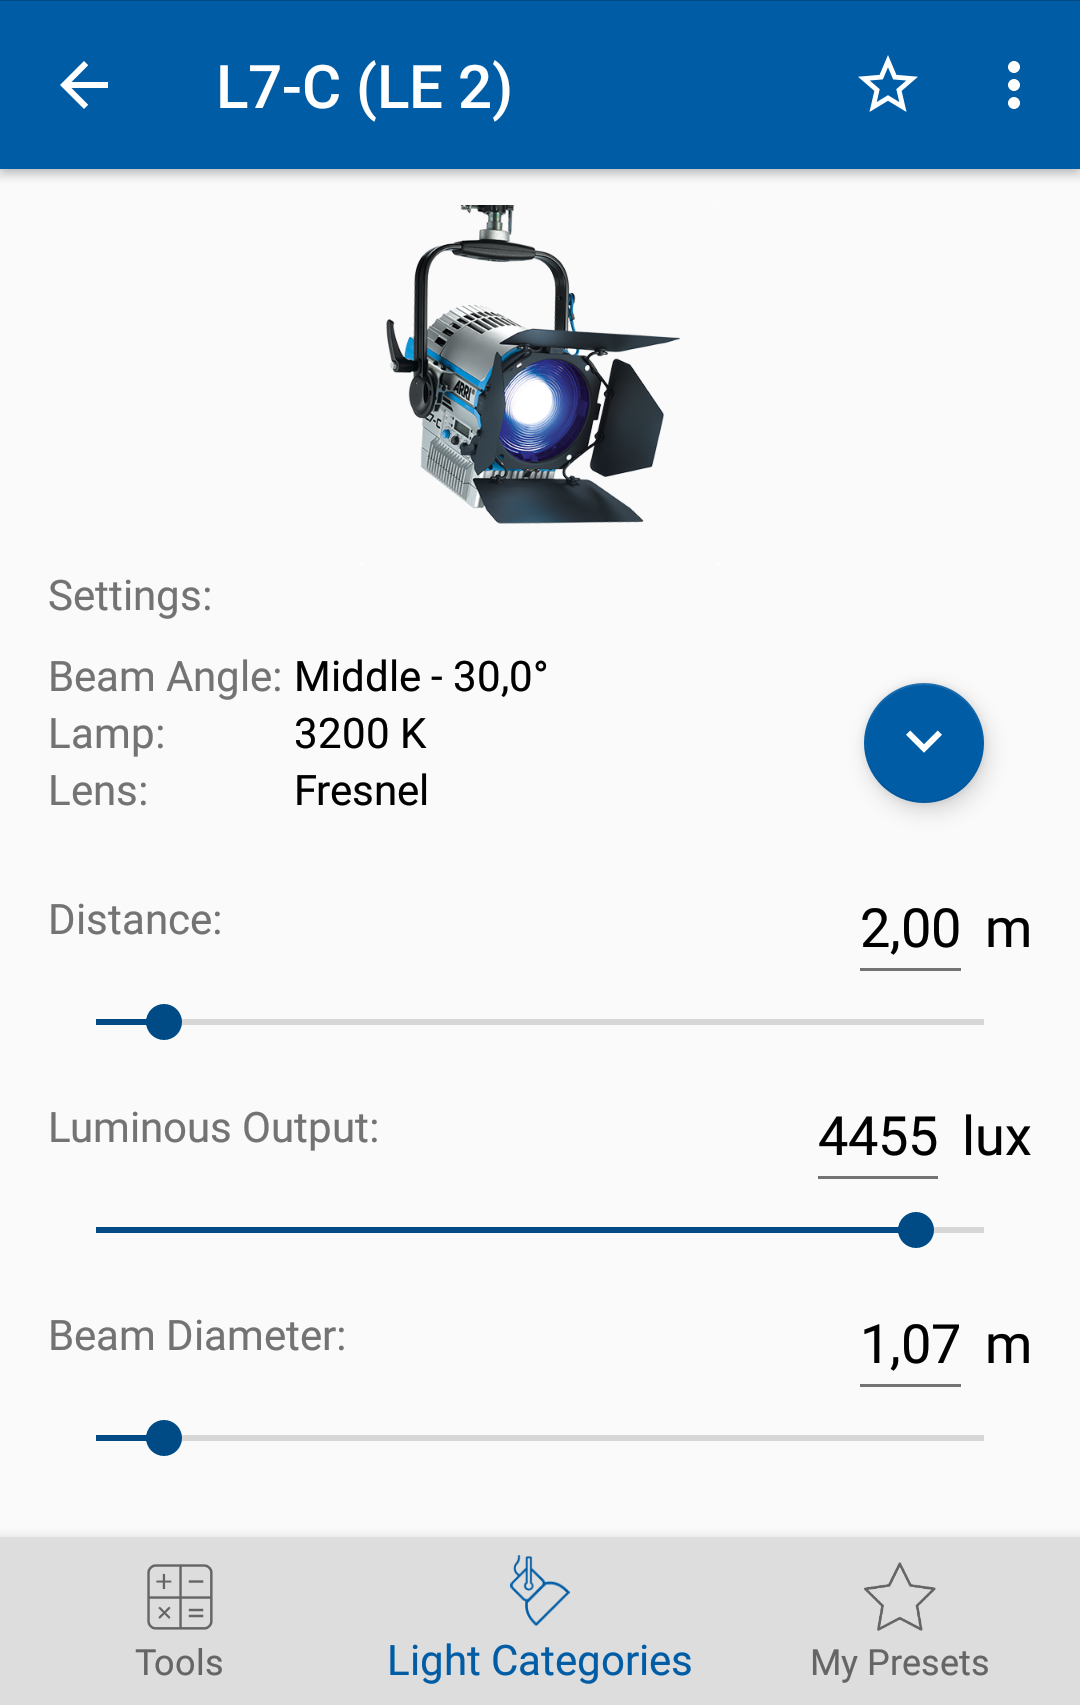 L7-C (LE 2)
ARRI
L7-C
Settings:
Beam Angle: Middle - 30,0°
Lamp: 3200 K
Lens: Fresnel
Distance: 2,00 m
Luminous Output: 4455 lux
Beam Diameter: 1,07 m
Tools
Light Categories
My Presets